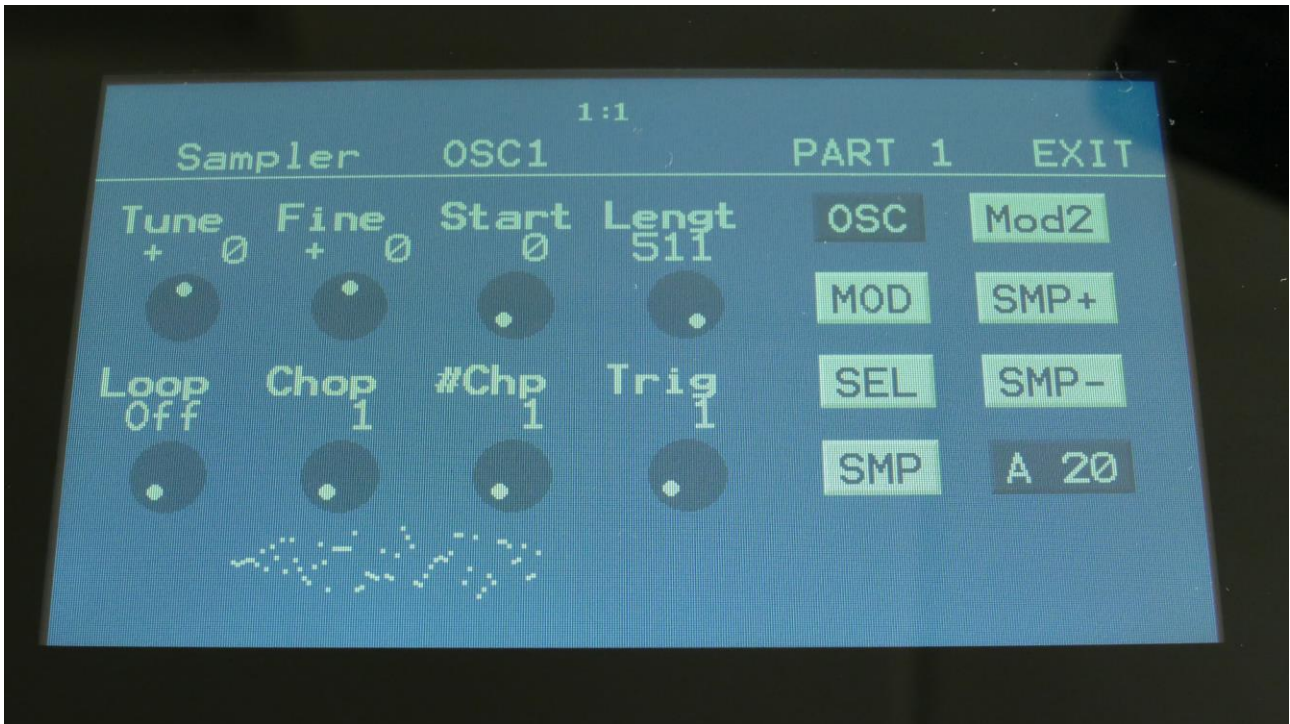 1:1
Sampler OSC1 PART 1 EXIT
Tune Fine Start Lengt OSC Mod2
+ 0 + 0 0 511
MOD SMP+
Loop Chop #Chp Trig SEL SMP-
Off 1 1 1
SMP A 20